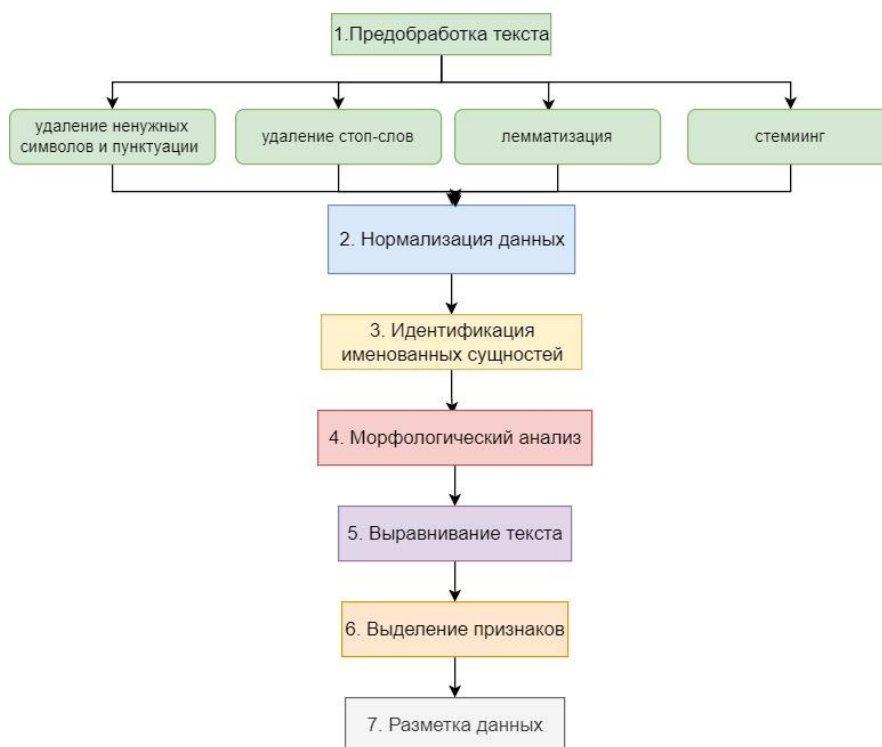 1.Предобработка текста
удаление ненужных
символов и пунктуации
удаление стоп-слов
лемматизация
стемиинг
2. Нормализация данных
3. Идентификация
именованных сущностей
4. Морфологический анализ
5. Выравнивание текста
6. Выделение признаков
7. Разметка данных